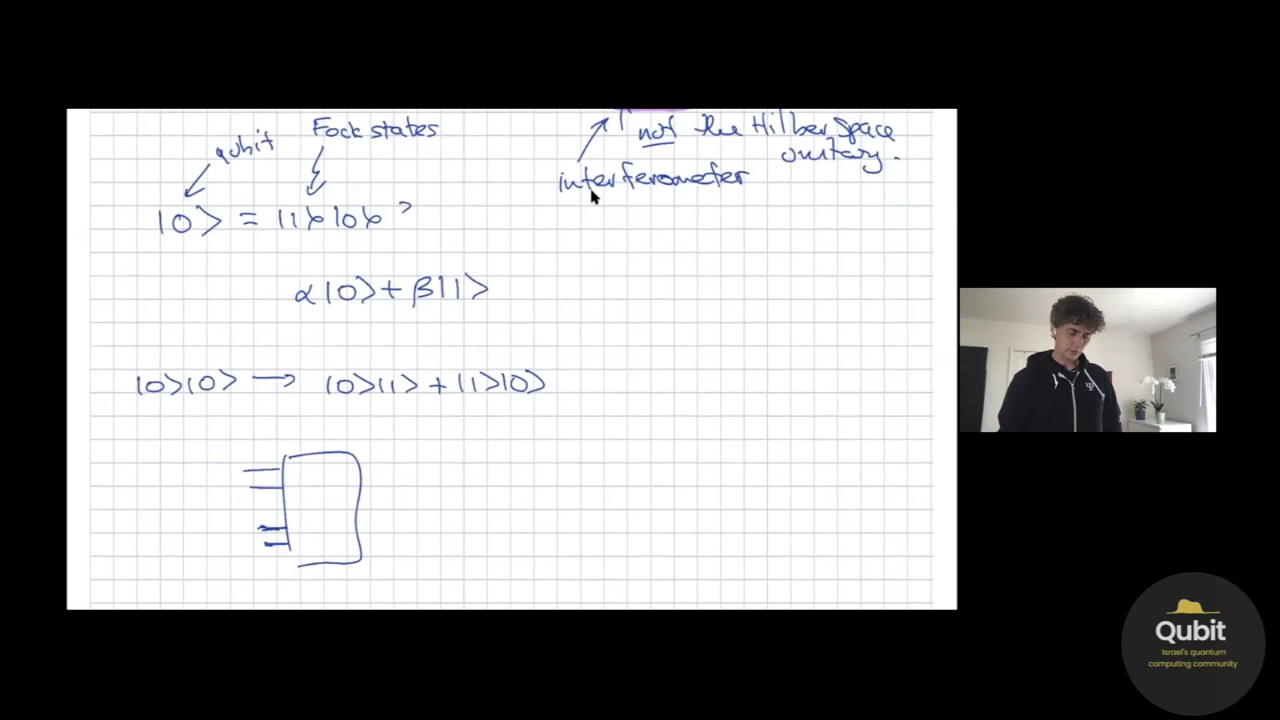 qubit
Fock states
not the Hilber space
unitary.
interferometer
|0⟩ = |1⟩|0⟩ ?
α|0⟩ + β|1⟩
|0⟩|0⟩ → |0⟩|1⟩ + |1⟩|0⟩
Ψ
Qubit
Israel's quantum
computing community